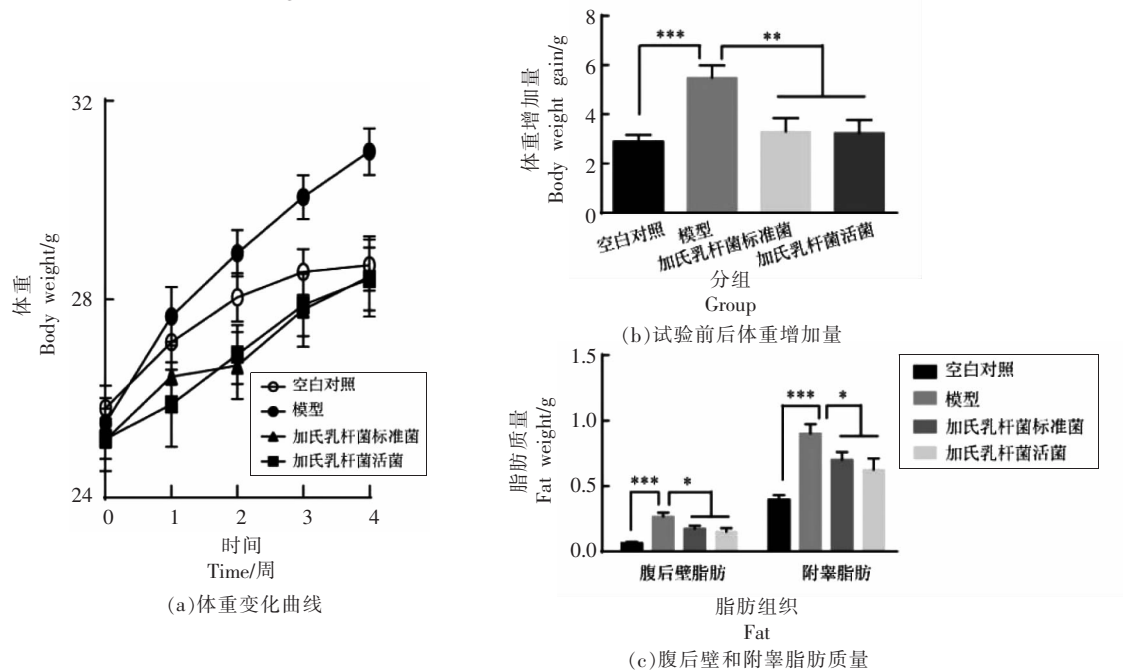 32
28
24
体重
Body weight/g
空白对照
模型
加氏乳杆菌标准菌
加氏乳杆菌活菌
0
1
2
3
4
时间
Time/周
(a)体重变化曲线
8
6
4
2
0
体重增加量
Body weight gain/g
***
**
空白对照
模型
加氏乳杆菌标准菌
加氏乳杆菌活菌
分组
Group
(b)试验前后体重增加量
1.5
1.0
0.5
0.0
脂肪质量
Fat weight/g
***
*
***
*
空白对照
模型
加氏乳杆菌标准菌
加氏乳杆菌活菌
腹后壁脂肪
附睾脂肪
脂肪组织
Fat
(c)腹后壁和附睾脂肪质量